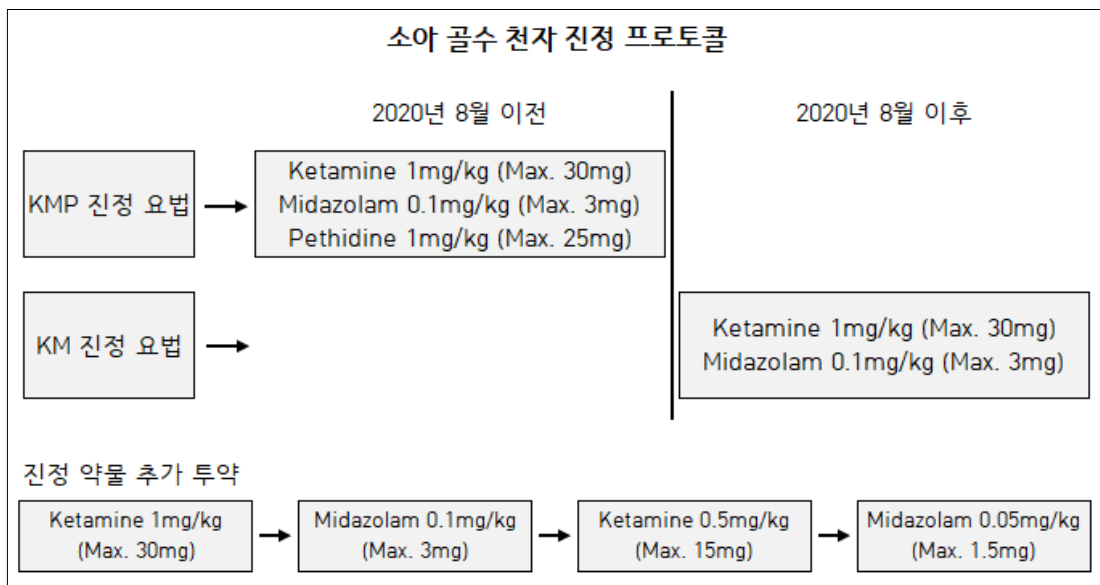 소아 골수 천자 진정 프로토콜
2020년 8월 이전
2020년 8월 이후
KMP 진정 요법
Ketamine 1mg/kg (Max. 30mg)
Midazolam 0.1mg/kg (Max. 3mg)
Pethidine 1mg/kg (Max. 25mg)
KM 진정 요법
Ketamine 1mg/kg (Max. 30mg)
Midazolam 0.1mg/kg (Max. 3mg)
진정 약물 추가 투약
Ketamine 1mg/kg
(Max. 30mg)
Midazolam 0.1mg/kg
(Max. 3mg)
Ketamine 0.5mg/kg
(Max. 15mg)
Midazolam 0.05mg/kg
(Max. 1.5mg)